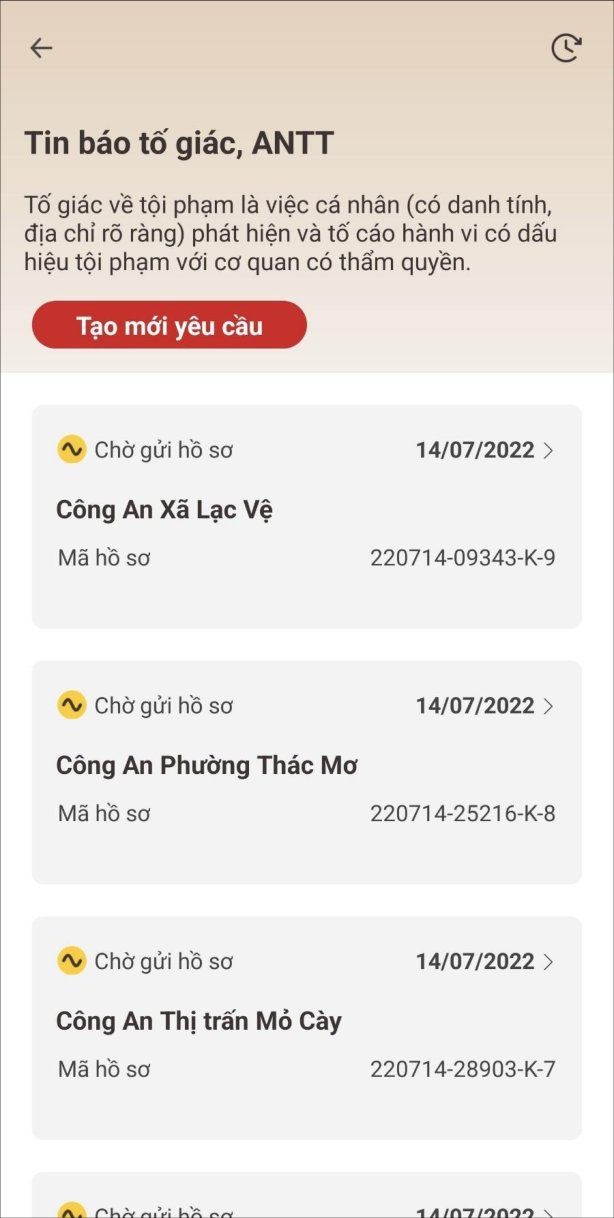 Tin báo tố giác, ANTT
Tố giác về tội phạm là việc cá nhân (có danh tính,
địa chỉ rõ ràng) phát hiện và tố cáo hành vi có dấu
hiệu tội phạm với cơ quan có thẩm quyền.
Tạo mới yêu cầu
Chờ gửi hồ sơ 14/07/2022
Công An Xã Lạc Vệ
Mã hồ sơ 220714-09343-K-9
Chờ gửi hồ sơ 14/07/2022
Công An Phường Thác Mơ
Mã hồ sơ 220714-25216-K-8
Chờ gửi hồ sơ 14/07/2022
Công An Thị trấn Mỏ Cày
Mã hồ sơ 220714-28903-K-7
Chờ gửi hồ sơ 14/07/2022